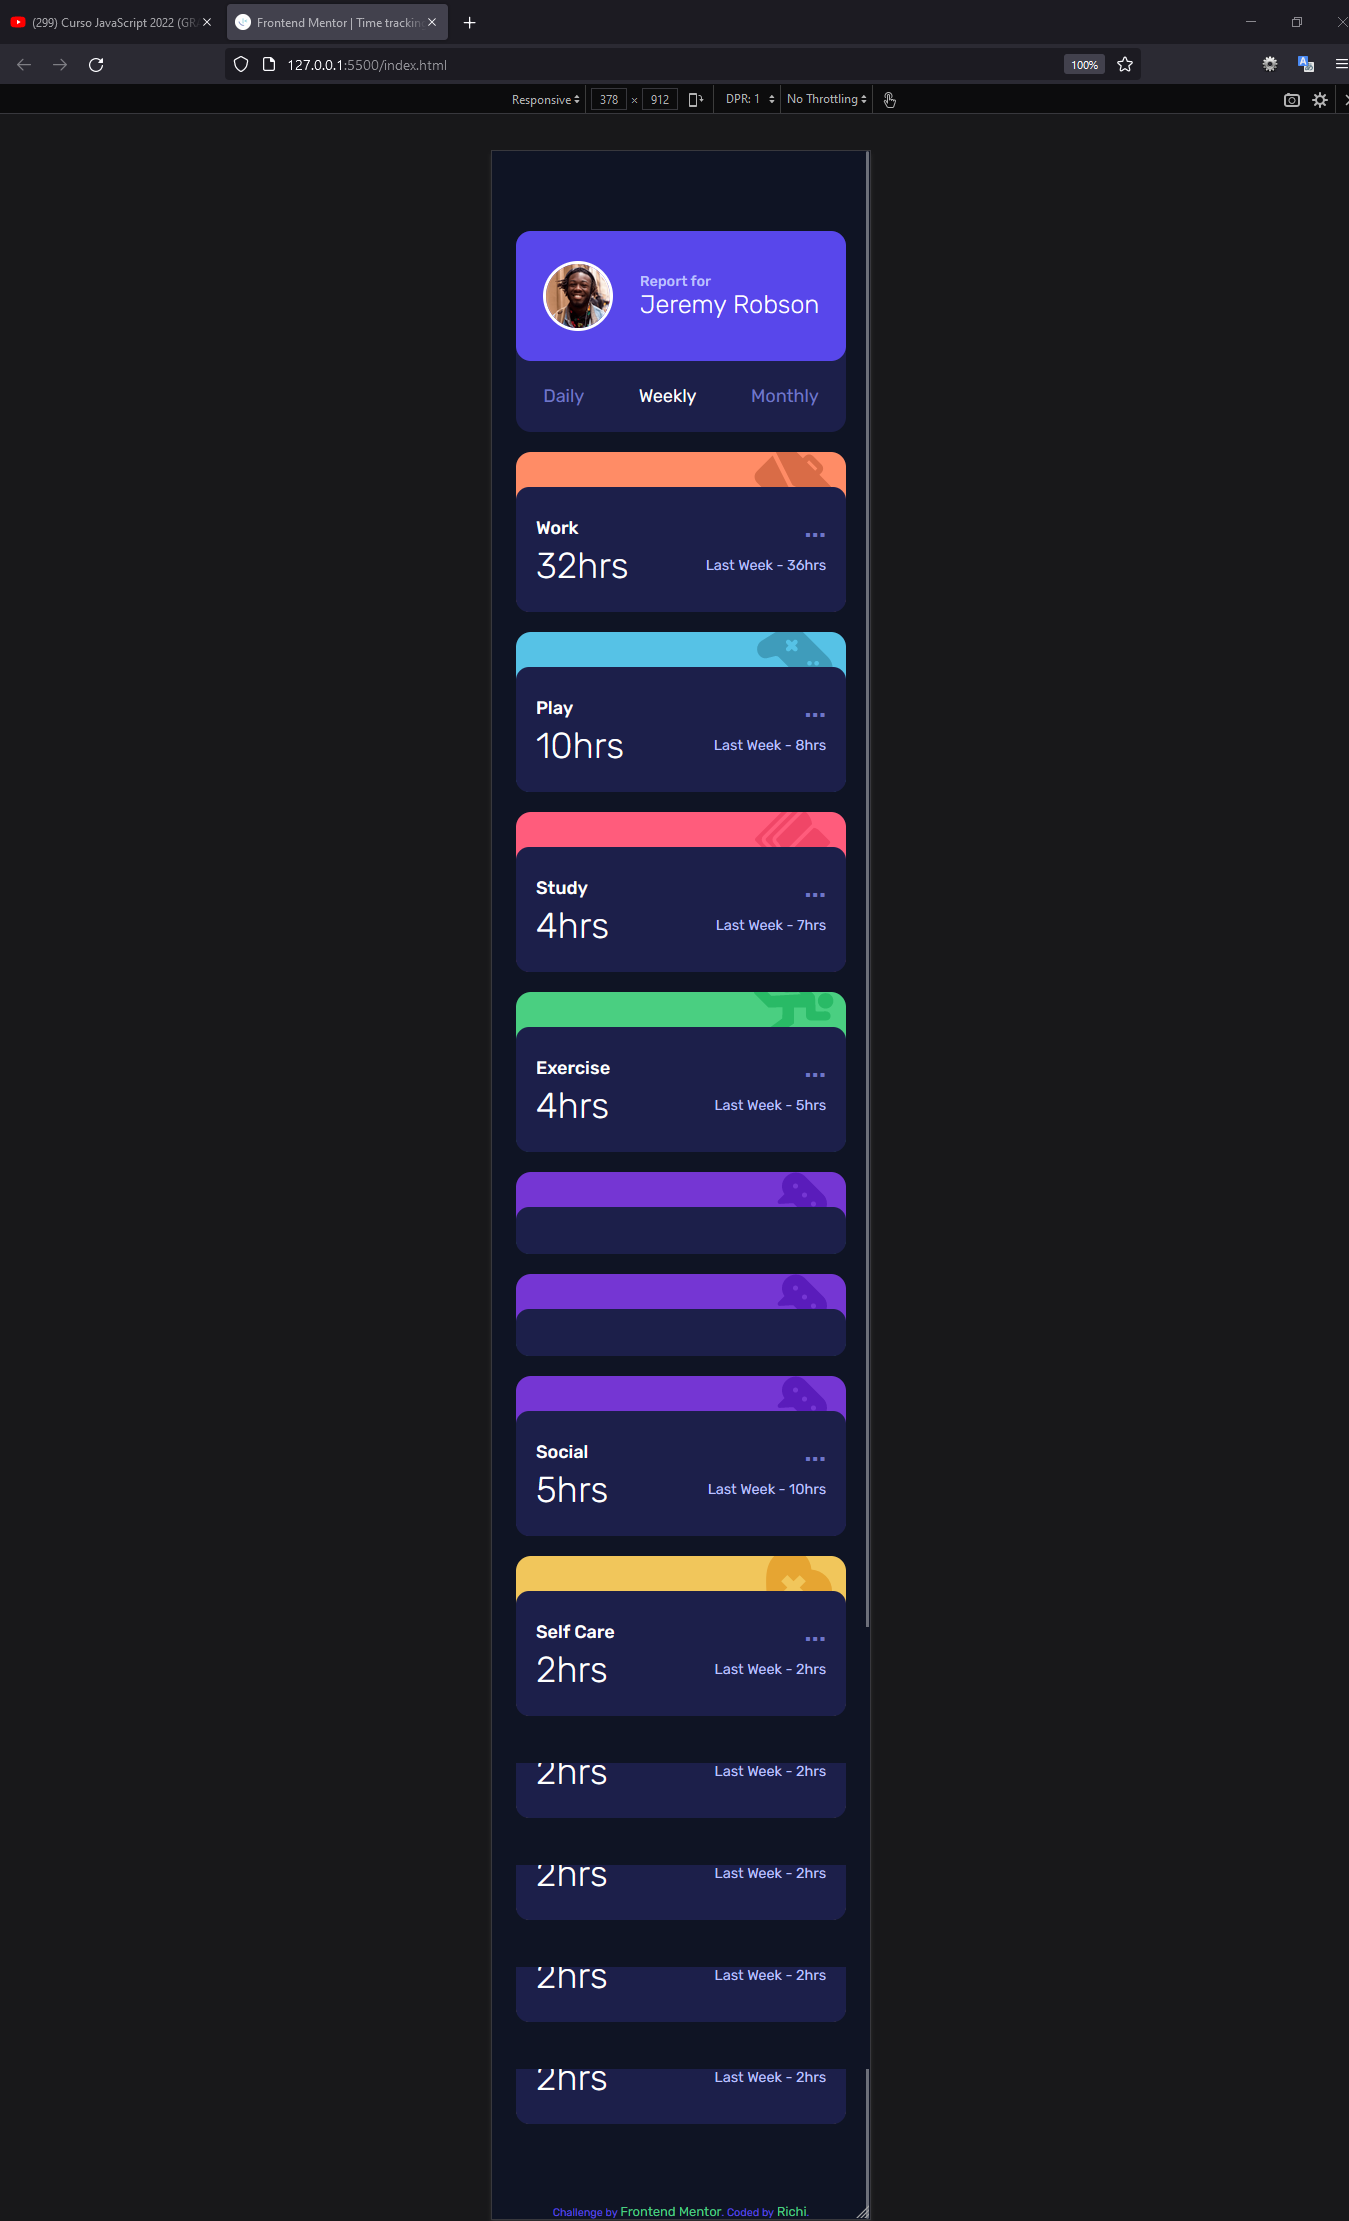 (299) Curso JavaScript 2022 (GR
Frontend Mentor | Time tracking
127.0.0.1:5500/index.html
100%
Responsive
378 × 912
DPR: 1
No Throttling
Report for
Jeremy Robson
Daily
Weekly
Monthly
Work
...
32hrs
Last Week - 36hrs
Play
...
10hrs
Last Week - 8hrs
Study
...
4hrs
Last Week - 7hrs
Exercise
...
4hrs
Last Week - 5hrs
Social
...
5hrs
Last Week - 10hrs
Self Care
...
2hrs
Last Week - 2hrs
2hrs
Last Week - 2hrs
2hrs
Last Week - 2hrs
2hrs
Last Week - 2hrs
2hrs
Last Week - 2hrs
Challenge by Frontend Mentor. Coded by Richi.